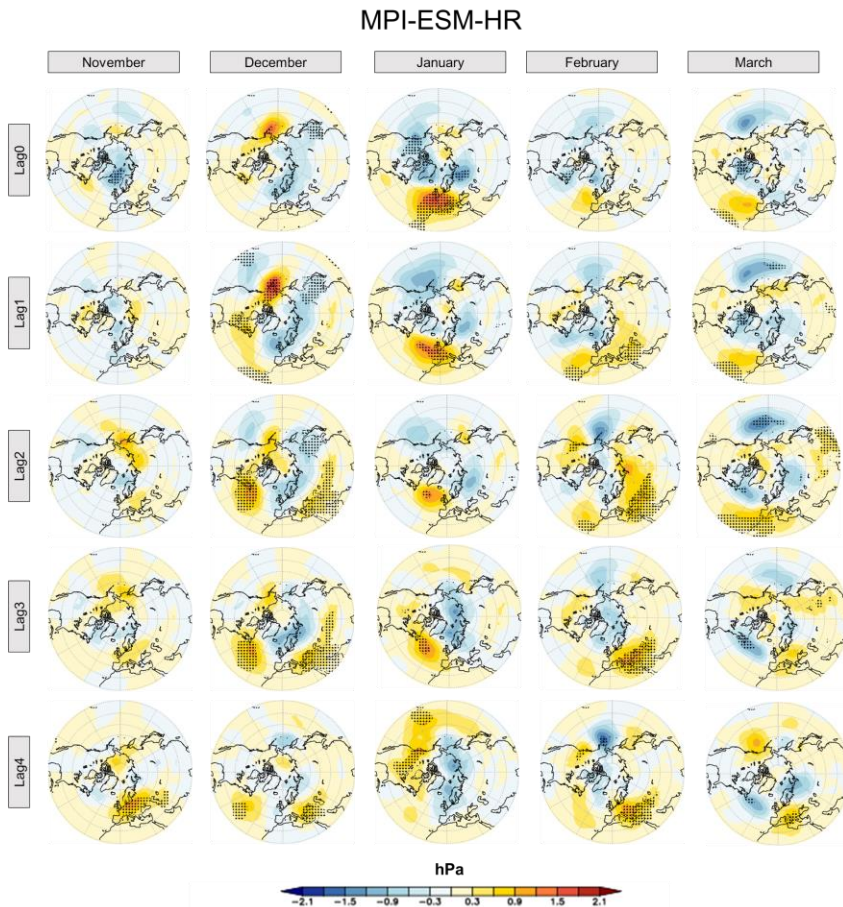 MPI-ESM-HR
November December January February March
Lag0
Lag1
Lag2
Lag3
Lag4
hPa
−2.1 −1.5 −0.9 −0.3 0.3 0.9 1.5 2.1